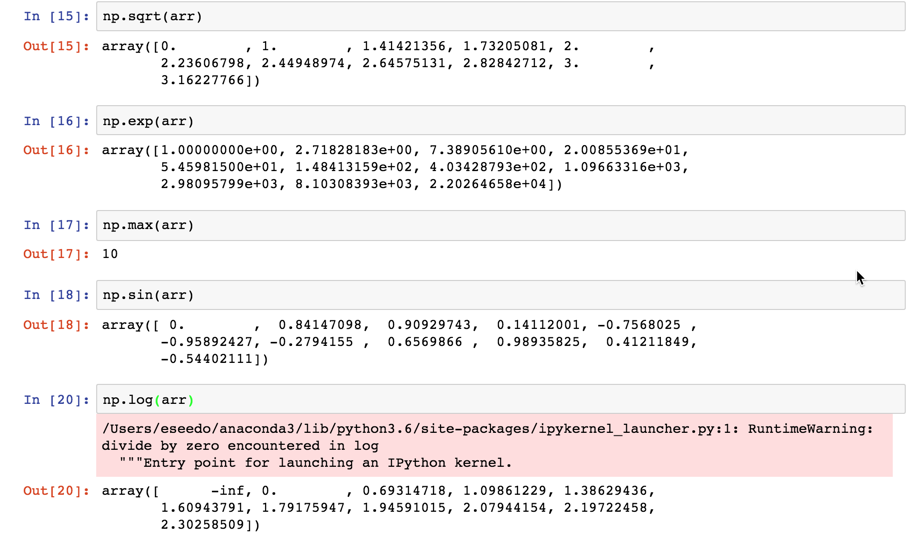 In [15]: np.sqrt(arr)
Out[15]: array([0.        , 1.        , 1.41421356, 1.73205081, 2.        ,
       2.23606798, 2.44948974, 2.64575131, 2.82842712, 3.        ,
       3.16227766])
In [16]: np.exp(arr)
Out[16]: array([1.00000000e+00, 2.71828183e+00, 7.38905610e+00, 2.00855369e+01,
       5.45981500e+01, 1.48413159e+02, 4.03428793e+02, 1.09663316e+03,
       2.98095799e+03, 8.10308393e+03, 2.20264658e+04])
In [17]: np.max(arr)
Out[17]: 10
In [18]: np.sin(arr)
Out[18]: array([ 0.        ,  0.84147098,  0.90929743,  0.14112001, -0.7568025 ,
       -0.95892427, -0.2794155 ,  0.6569866 ,  0.98935825,  0.41211849,
       -0.54402111])
In [20]: np.log(arr)
/Users/eseedo/anaconda3/lib/python3.6/site-packages/ipykernel_launcher.py:1: RuntimeWarning:
divide by zero encountered in log
  """Entry point for launching an IPython kernel.
Out[20]: array([      -inf, 0.        , 0.69314718, 1.09861229, 1.38629436,
       1.60943791, 1.79175947, 1.94591015, 2.07944154, 2.19722458,
       2.30258509])